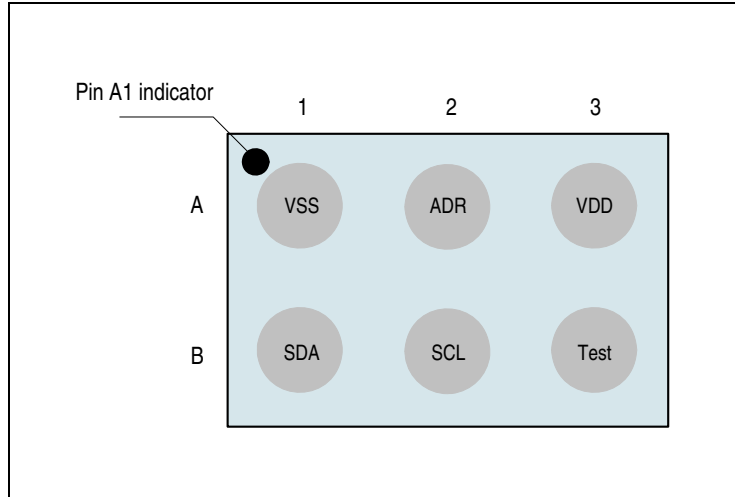 Pin A1 indicator
1 2 3
A VSS ADR VDD
B SDA SCL Test